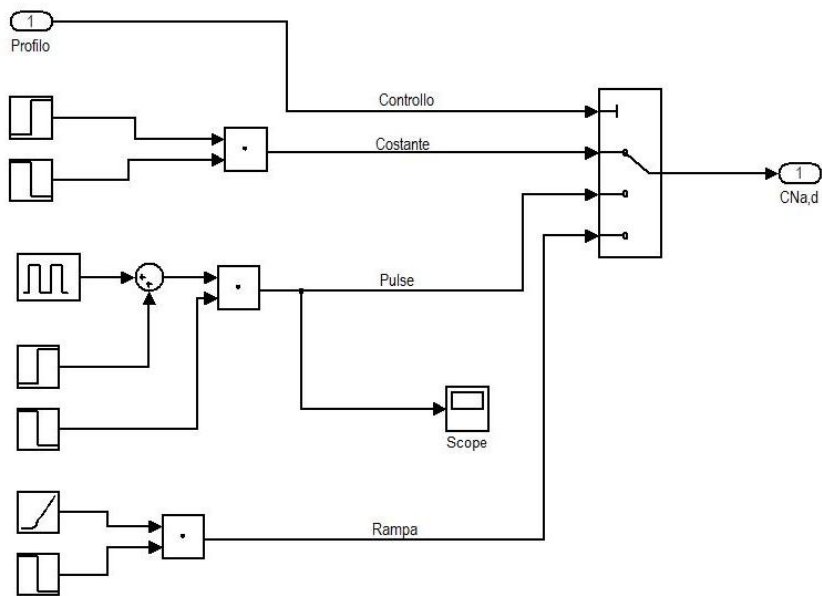 1
Profilo
Controllo
Costante
1
CNa,d
Pulse
Scope
Rampa